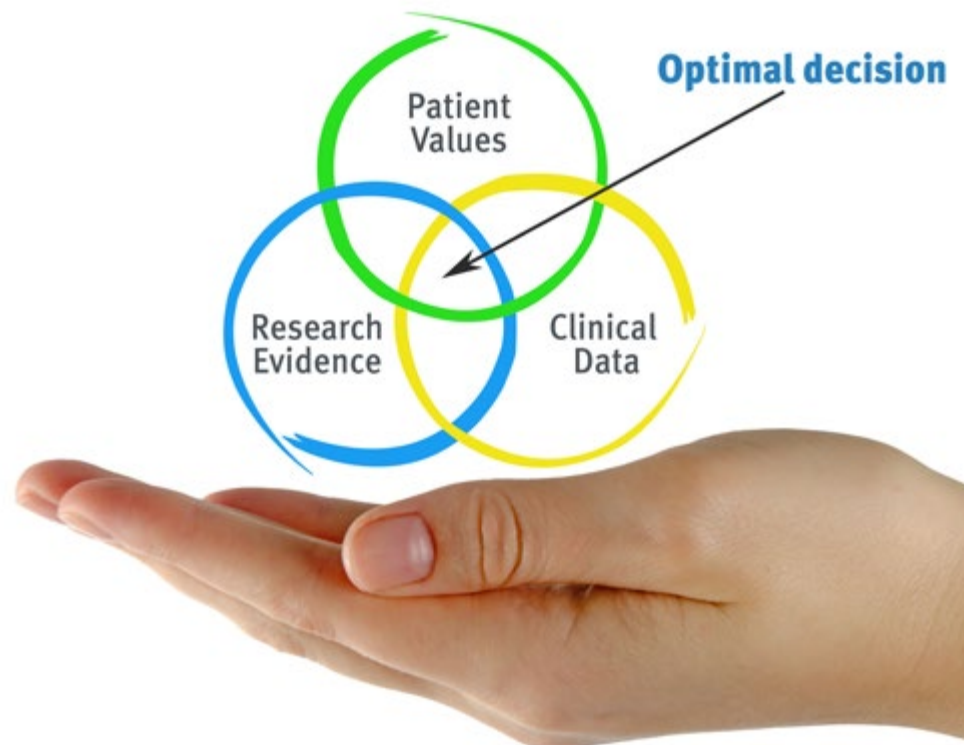 Optimal decision
Patient
Values
Research
Evidence
Clinical
Data